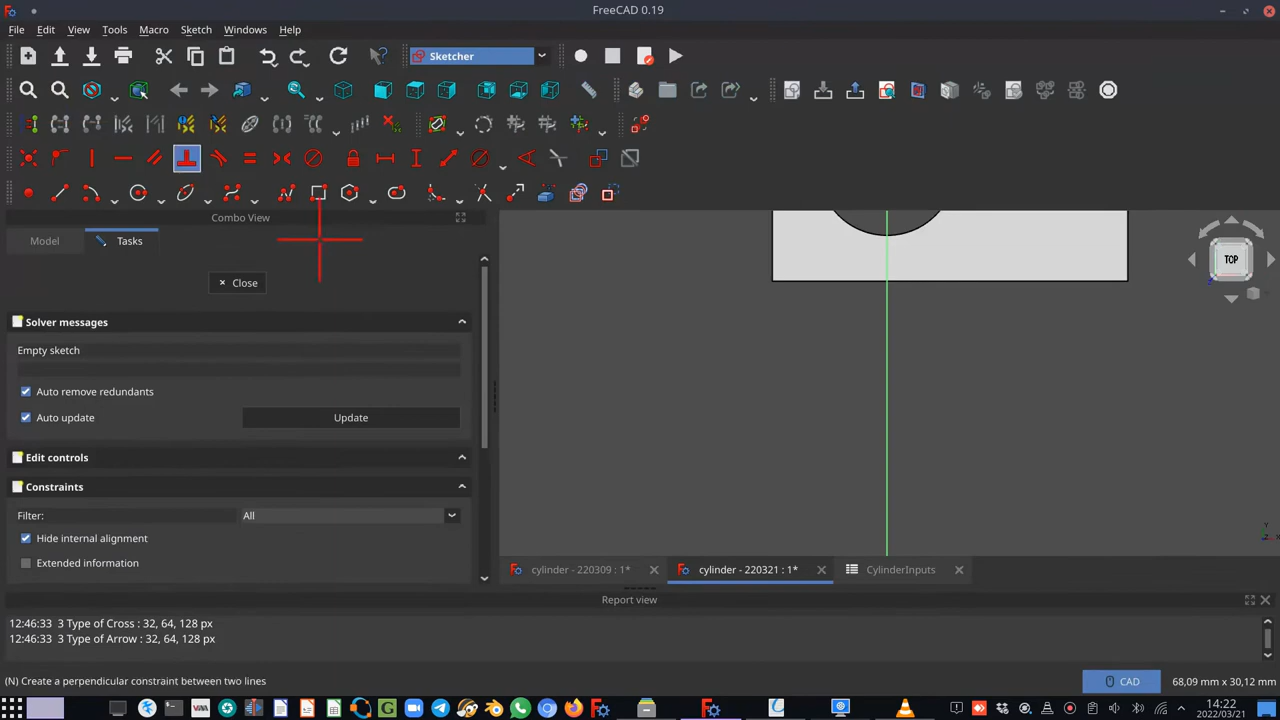 FreeCAD 0.19
File Edit View Tools Macro Sketch Windows Help
Sketcher
Combo View
Model Tasks
Close
TOP
Solver messages
Empty sketch
Auto remove redundants
Auto update Update
Edit controls
Constraints
Filter: All
Hide internal alignment
Extended information
cylinder - 220309 : 1* cylinder - 220321 : 1* CylinderInputs
Report view
12:46:33 3 Type of Cross : 32, 64, 128 px
12:46:33 3 Type of Arrow : 32, 64, 128 px
(N) Create a perpendicular constraint between two lines CAD 68,09 mm x 30,12 mm
14:22
2022/03/21